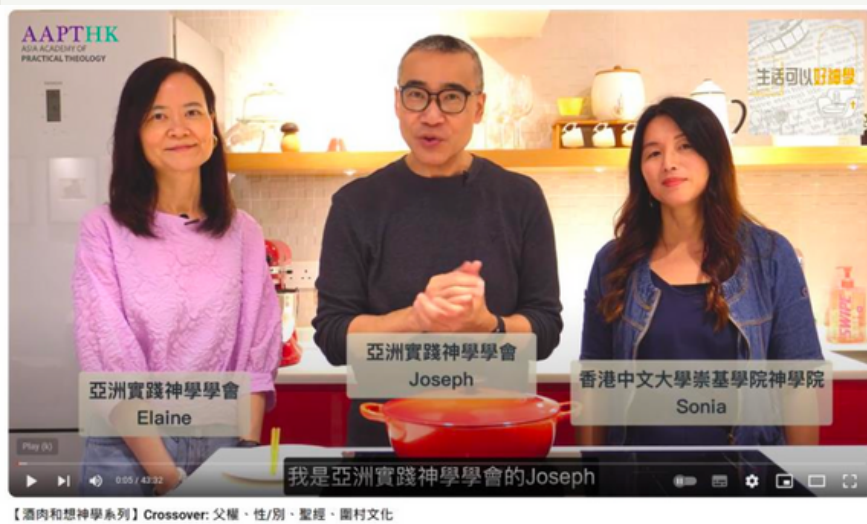 AAPTHK
ASIA ACADEMY OF
PRACTICAL THEOLOGY
生活可以好神學
亞洲實踐神學學會
Elaine
亞洲實踐神學學會
Joseph
香港中文大學崇基學院神學院
Sonia
SWIPE
Play (k)
0:05 / 43:32
我是亞洲實踐神學學會的Joseph
【酒肉和想神學系列】Crossover: 父權、性/別、聖經、圍村文化